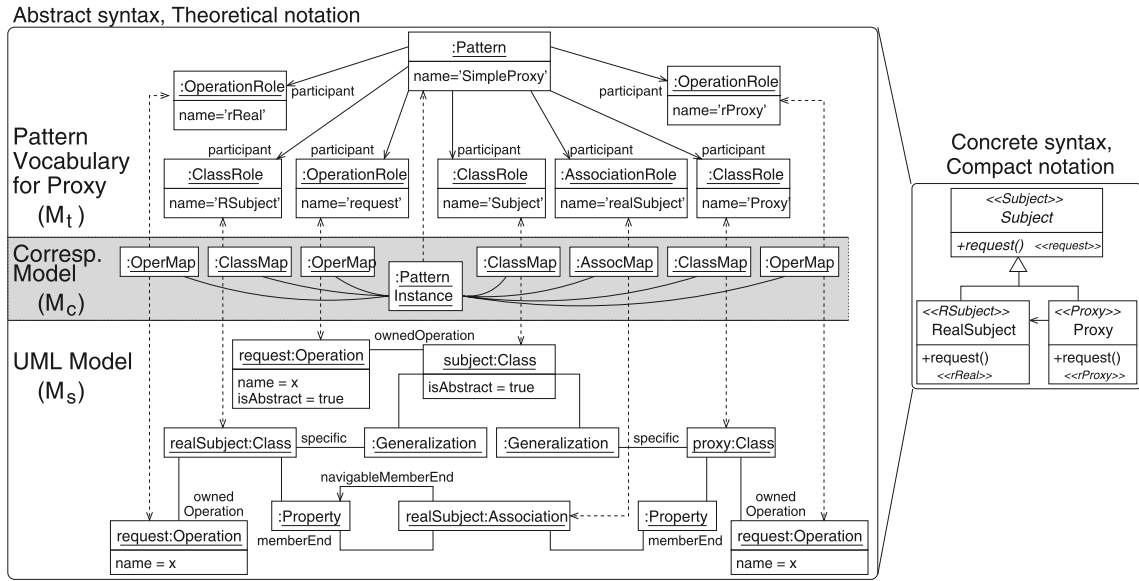 Abstract syntax, Theoretical notation
:Pattern
name='SimpleProxy'
:OperationRole
name='rReal'
participant
participant
:OperationRole
name='rProxy'
Pattern
Vocabulary
for Proxy
(Mt)
participant
participant
participant
participant
participant
:ClassRole
name='RSubject'
:OperationRole
name='request'
:ClassRole
name='Subject'
:AssociationRole
name='realSubject'
:ClassRole
name='Proxy'
Corresp.
Model
(Mc)
:OperMap
:ClassMap
:OperMap
:Pattern
Instance
:ClassMap
:AssocMap
:ClassMap
:OperMap
UML Model
(Ms)
request:Operation
name = x
isAbstract = true
ownedOperation
subject:Class
isAbstract = true
realSubject:Class
specific
:Generalization
:Generalization
specific
proxy:Class
owned
Operation
navigableMemberEnd
owned
Operation
:Property
memberEnd
realSubject:Association
:Property
memberEnd
request:Operation
name = x
request:Operation
name = x
Concrete syntax,
Compact notation
<<Subject>>
Subject
+request() <<request>>
<<RSubject>>
RealSubject
+request()
<<rReal>>
<<Proxy>>
Proxy
+request()
<<rProxy>>